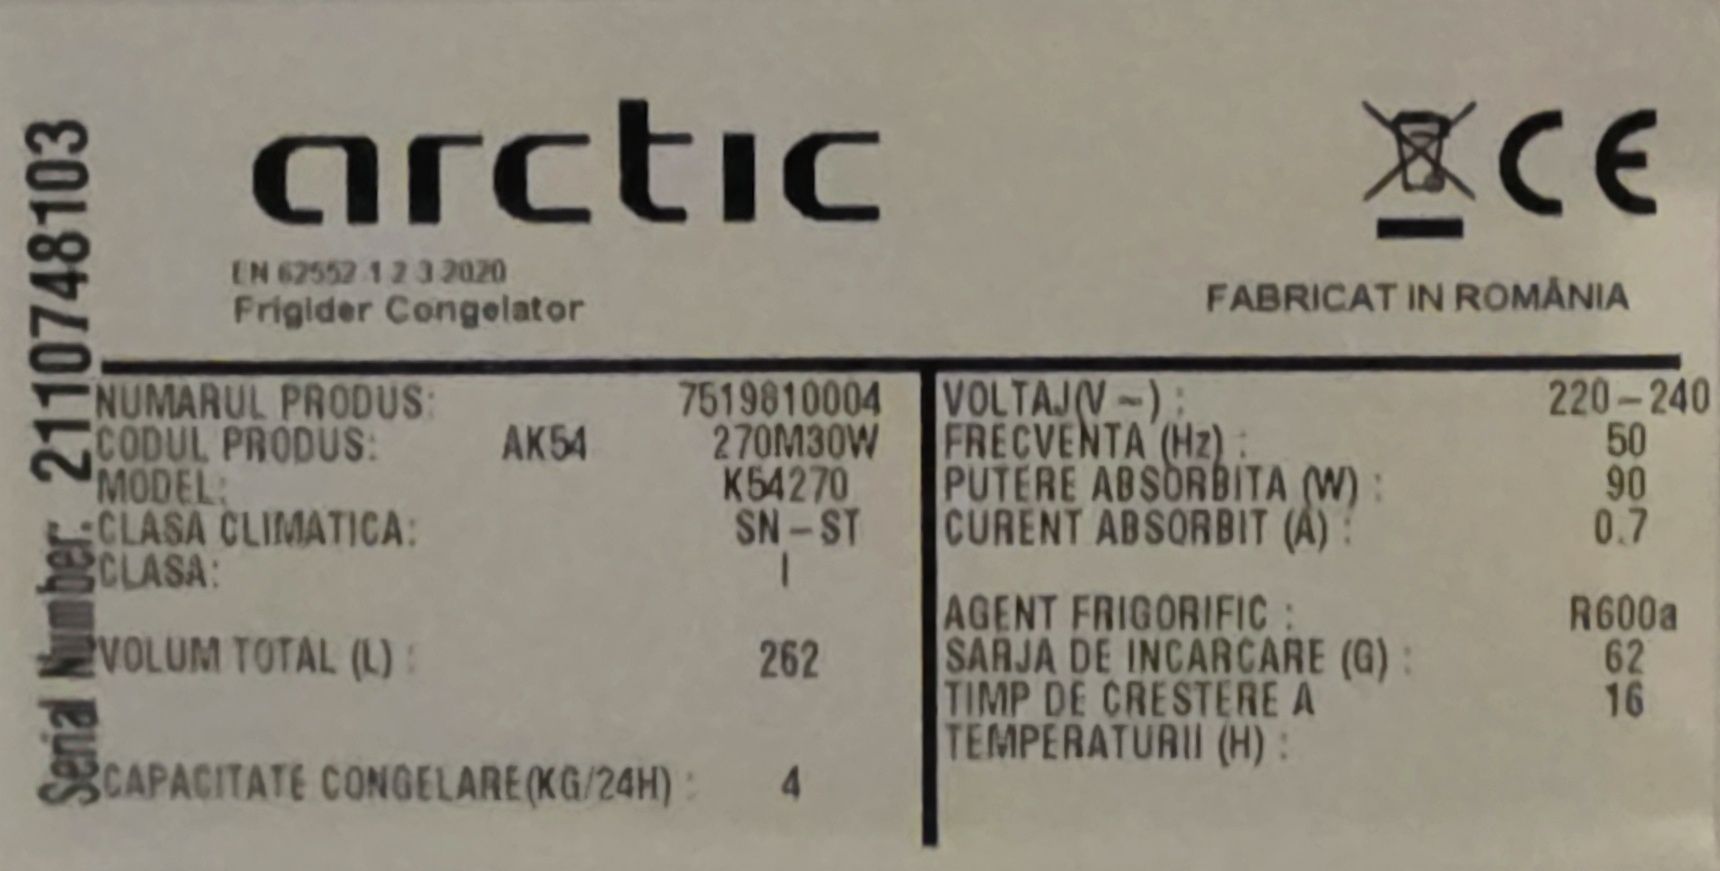 arctic
CE
EN 62552 1 2 3 2020
Frigider Congelator
FABRICAT IN ROMÂNIA
Serial Number: 2110748103
NUMARUL PRODUS: 7519810004
CODUL PRODUS: AK54 270M30W
MODEL: K54270
CLASA CLIMATICA: SN-ST
CLASA: I
VOLUM TOTAL (L) : 262
CAPACITATE CONGELARE(KG/24H) : 4
VOLTAJ(V ~) : 220-240
FRECVENTA (Hz) : 50
PUTERE ABSORBITA (W) : 90
CURENT ABSORBIT (A) : 0.7
AGENT FRIGORIFIC : R600a
SARJA DE INCARCARE (G) : 62
TIMP DE CRESTERE A 16
TEMPERATURII (H) :